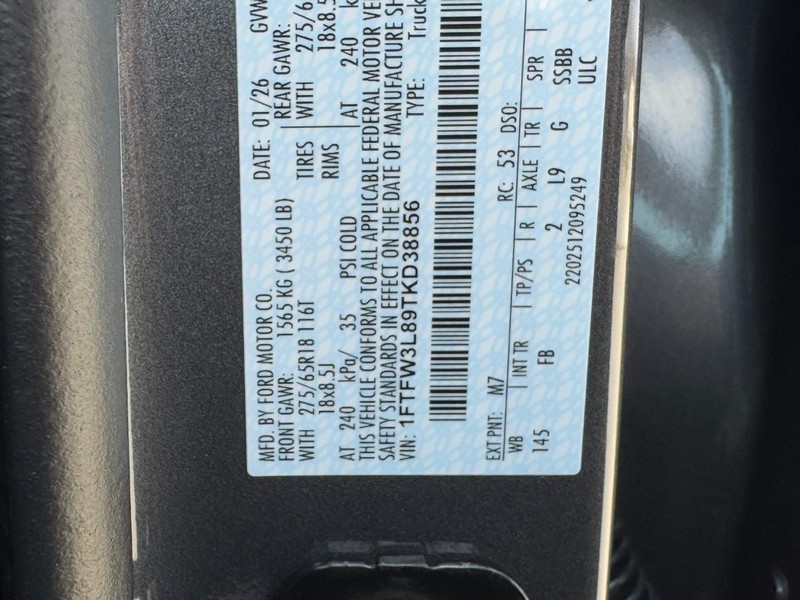 MFD. BY FORD MOTOR CO.
DATE: 01/26 GVW
FRONT GAWR: 1565 KG ( 3450 LB) REAR GAWR:
WITH 275/65R18 116T TIRES WITH 275/6
18x8.5J RIMS 18x8.5
AT 240 kPa/ 35 PSI COLD AT 240
THIS VEHICLE CONFORMS TO ALL APPLICABLE FEDERAL MOTOR VE
SAFETY STANDARDS IN EFFECT ON THE DATE OF MANUFACTURE SH
VIN: 1FTFW3L89TKD38856 TYPE: Truck
EXT PNT: M7 RC: 53 DSO:
WB INT TR TP/PS R AXLE TR SPR
145 FB 2 L9 G SSBB
2202512095249 ULC